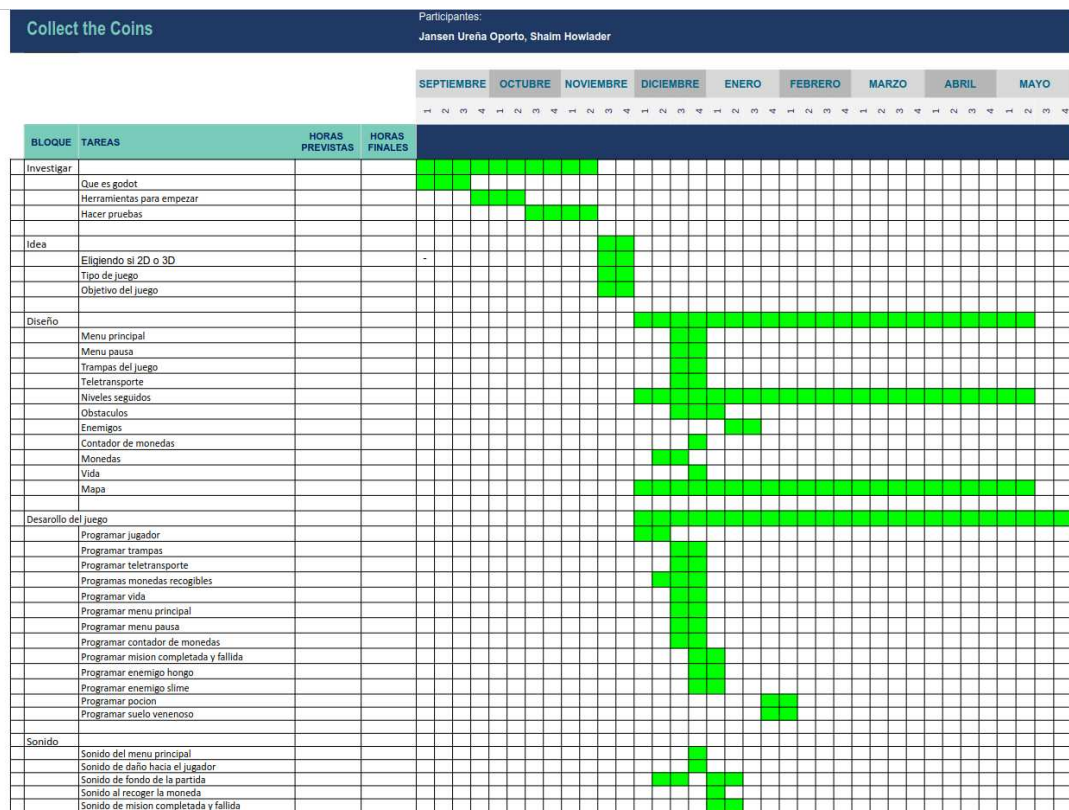 Participantes:
Collect the Coins
Jansen Ureña Oporto, Shaim Howlader
SEPTIEMBRE OCTUBRE NOVIEMBRE DICIEMBRE ENERO FEBRERO MARZO ABRIL MAYO
1 2 3 4 1 2 3 4 1 2 3 4 1 2 3 4 1 2 3 4 1 2 3 4 1 2 3 4 1 2 3 4 1 2 3 4
BLOQUE TAREAS HORAS PREVISTAS HORAS FINALES
Investigar
Que es godot
Herramientas para empezar
Hacer pruebas
Idea
Eligiendo si 2D o 3D -
Tipo de juego
Objetivo del juego
Diseño
Menu principal
Menu pausa
Trampas del juego
Teletransporte
Niveles seguidos
Obstaculos
Enemigos
Contador de monedas
Monedas
Vida
Mapa
Desarollo del juego
Programar jugador
Programar trampas
Programar teletransporte
Programas monedas recogibles
Programar vida
Programar menu principal
Programar menu pausa
Programar contador de monedas
Programar mision completada y fallida
Programar enemigo hongo
Programar enemigo slime
Programar pocion
Programar suelo venenoso
Sonido
Sonido del menu principal
Sonido de daño hacia el jugador
Sonido de fondo de la partida
Sonido al recoger la moneda
Sonido de mision completada y fallida